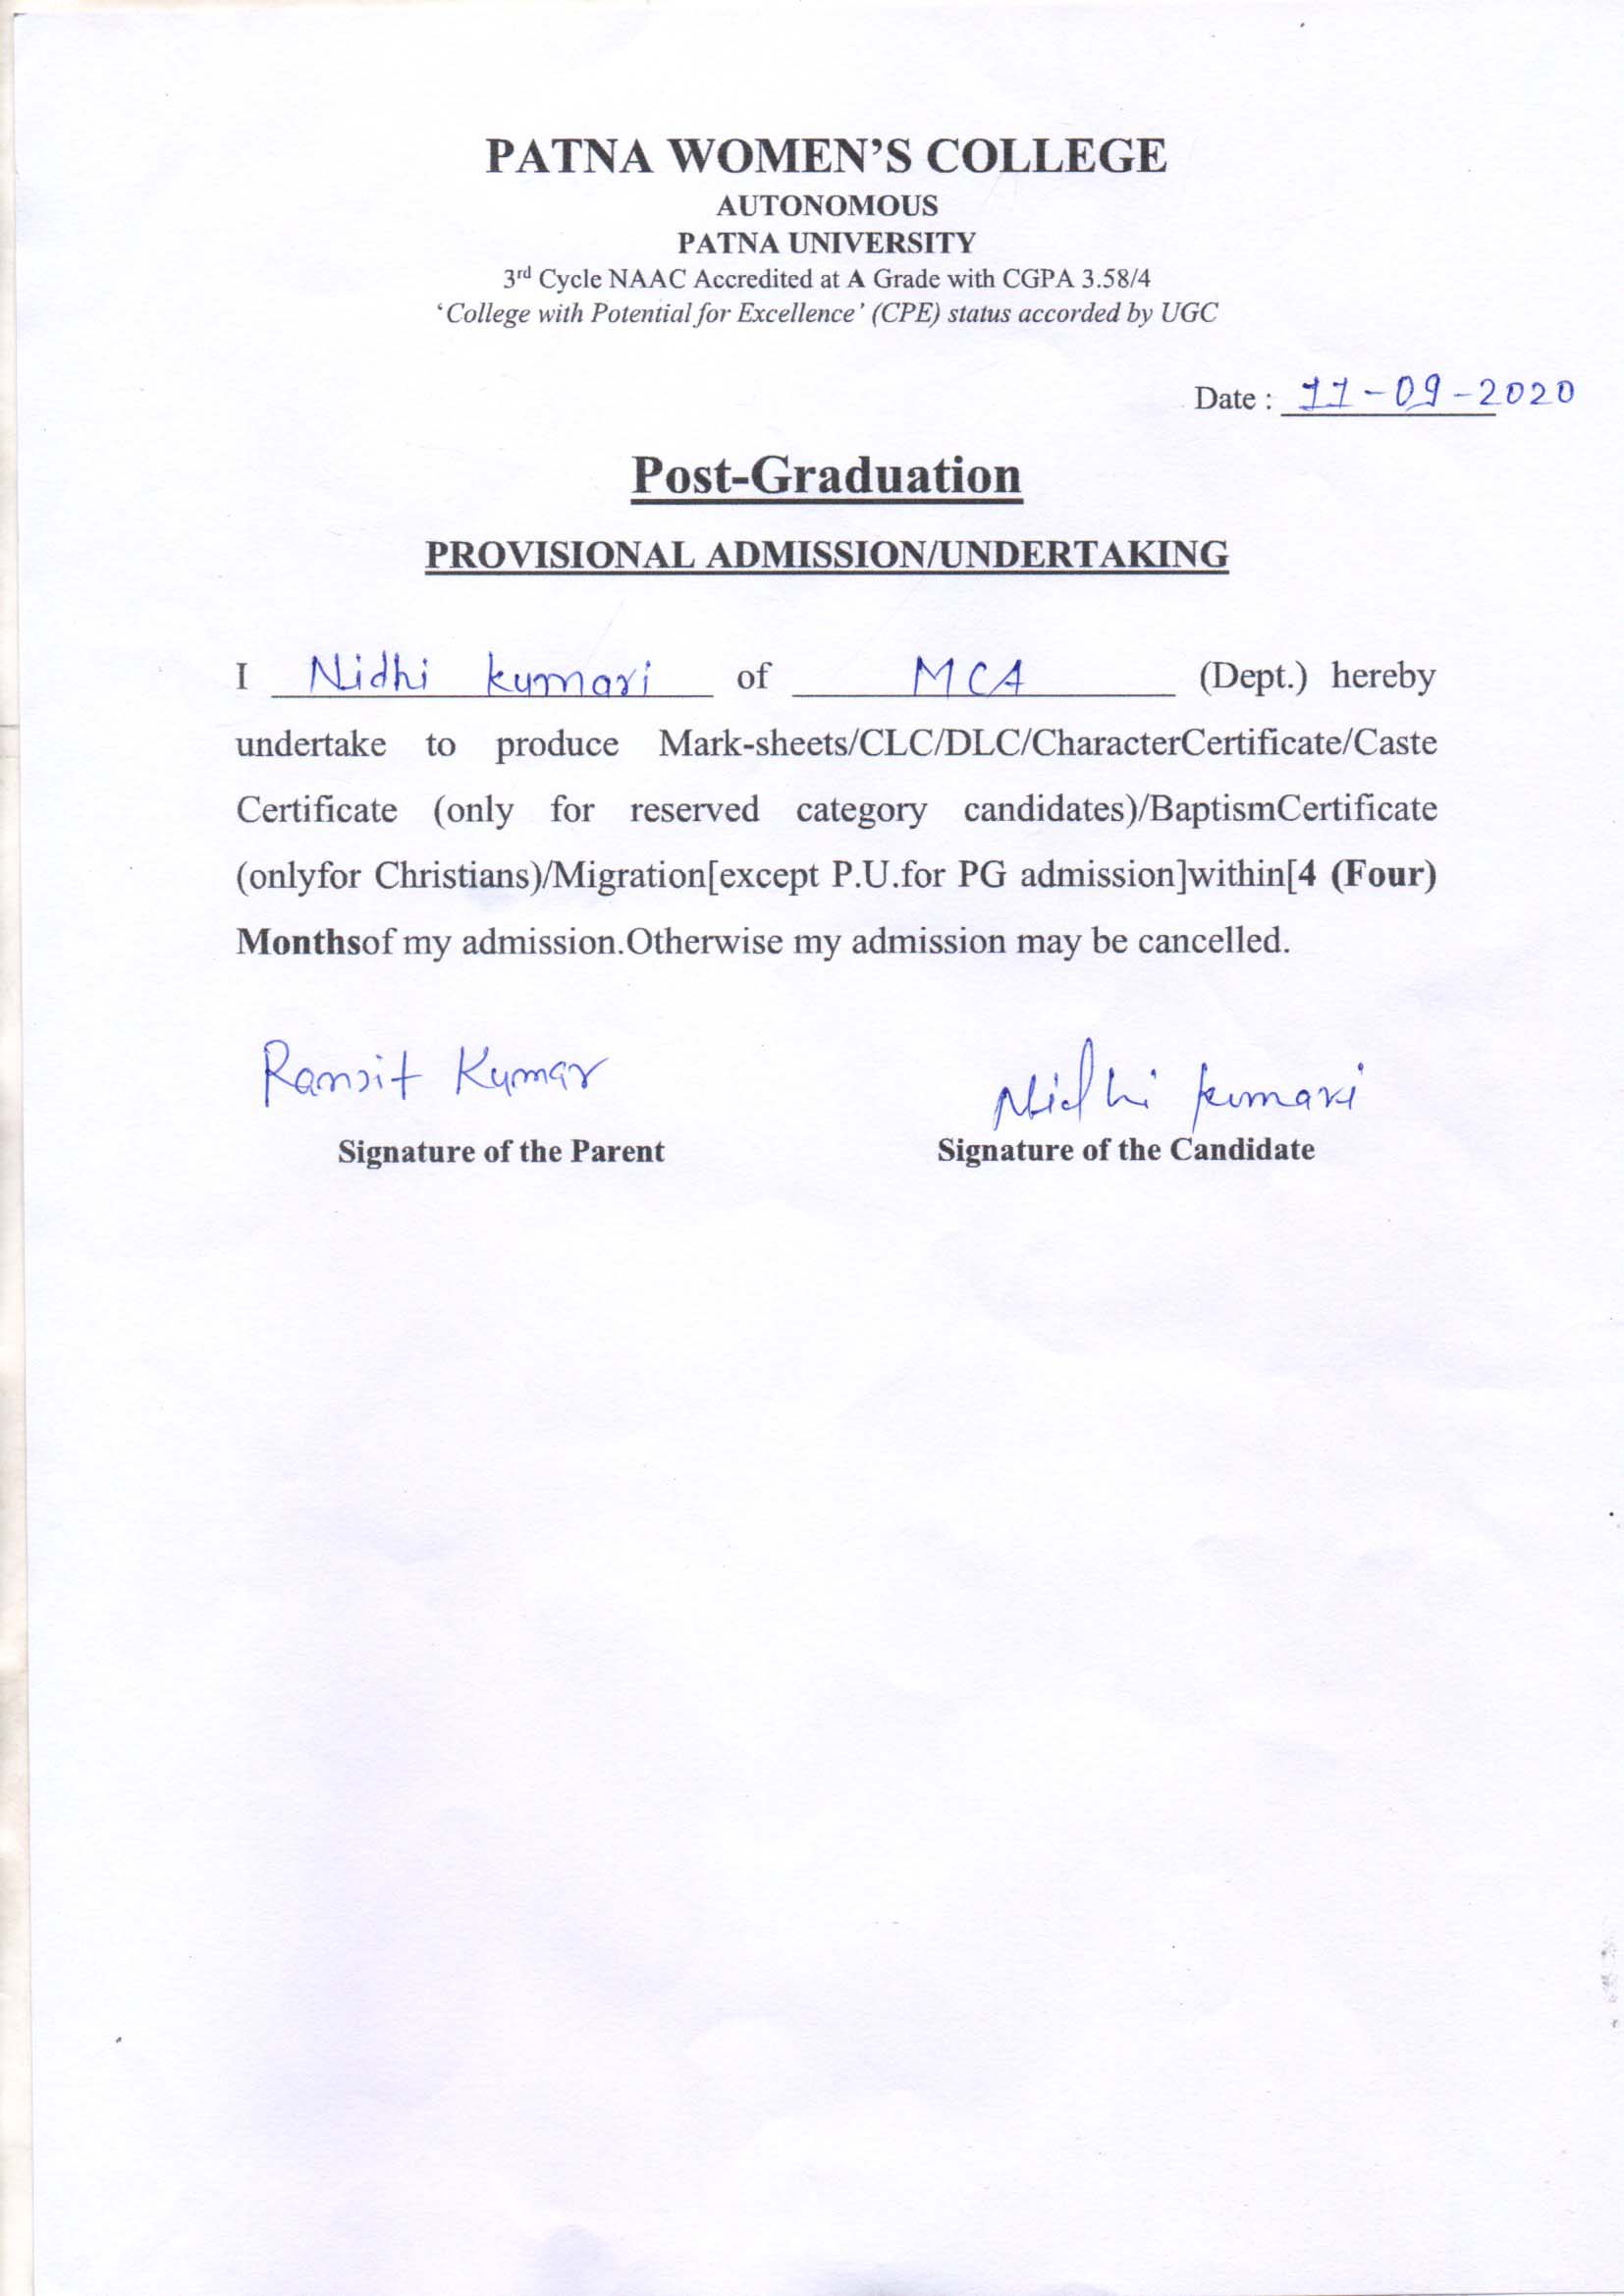 PATNA WOMEN'S COLLEGE
AUTONOMOUS
PATNA UNIVERSITY
3rd Cycle NAAC Accredited at A Grade with CGPA 3.58/4
‘College with Potential for Excellence’ (CPE) status accorded by UGC
Date : 11-09-2020
Post-Graduation
PROVISIONAL ADMISSION/UNDERTAKING
I Nidhi kumari of MCA (Dept.) hereby
undertake to produce Mark-sheets/CLC/DLC/CharacterCertificate/Caste
Certificate (only for reserved category candidates)/BaptismCertificate
(onlyfor Christians)/Migration[except P.U.for PG admission]within[4 (Four)
Monthsof my admission.Otherwise my admission may be cancelled.
Ranjit Kumar Nidhi kumari
Signature of the Parent Signature of the Candidate